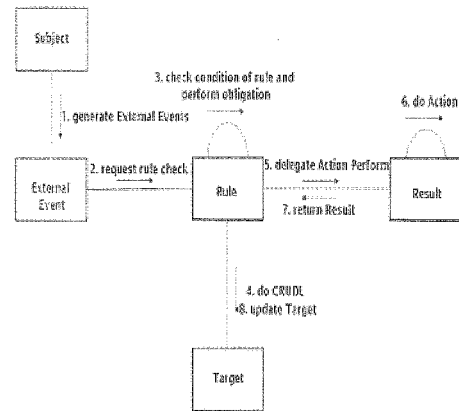 Subject
3. check condition of rule and
perform obligation
6. do Action
1. generate External Events
2. request rule check
5. delegate Action Perform
External
Event
Rule
Result
7. return Result
4. do CRUDL
8. update Target
Target